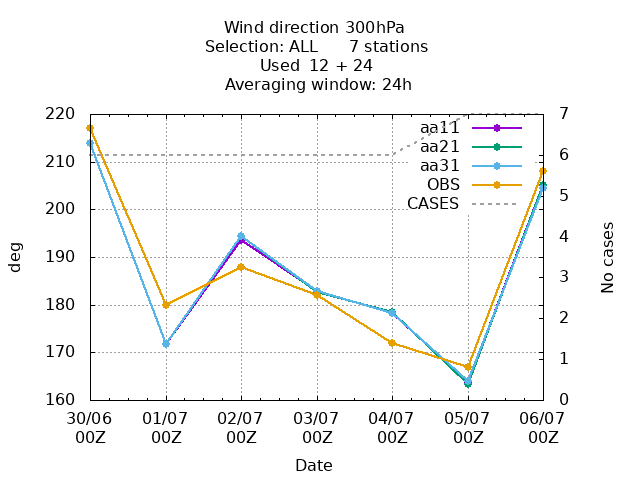 Wind direction 300hPa
Selection: ALL 7 stations
Used 12 + 24
Averaging window: 24h
220
210
200
190
180
170
160
deg
7
6
5
4
3
2
1
0
No cases
aa11
aa21
aa31
OBS
CASES
30/06 01/07 02/07 03/07 04/07 05/07 06/07
00Z 00Z 00Z 00Z 00Z 00Z 00Z
Date